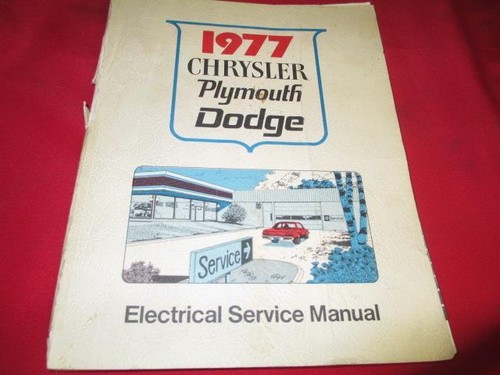 1977
CHRYSLER
Plymouth
Dodge
Service
Electrical Service Manual